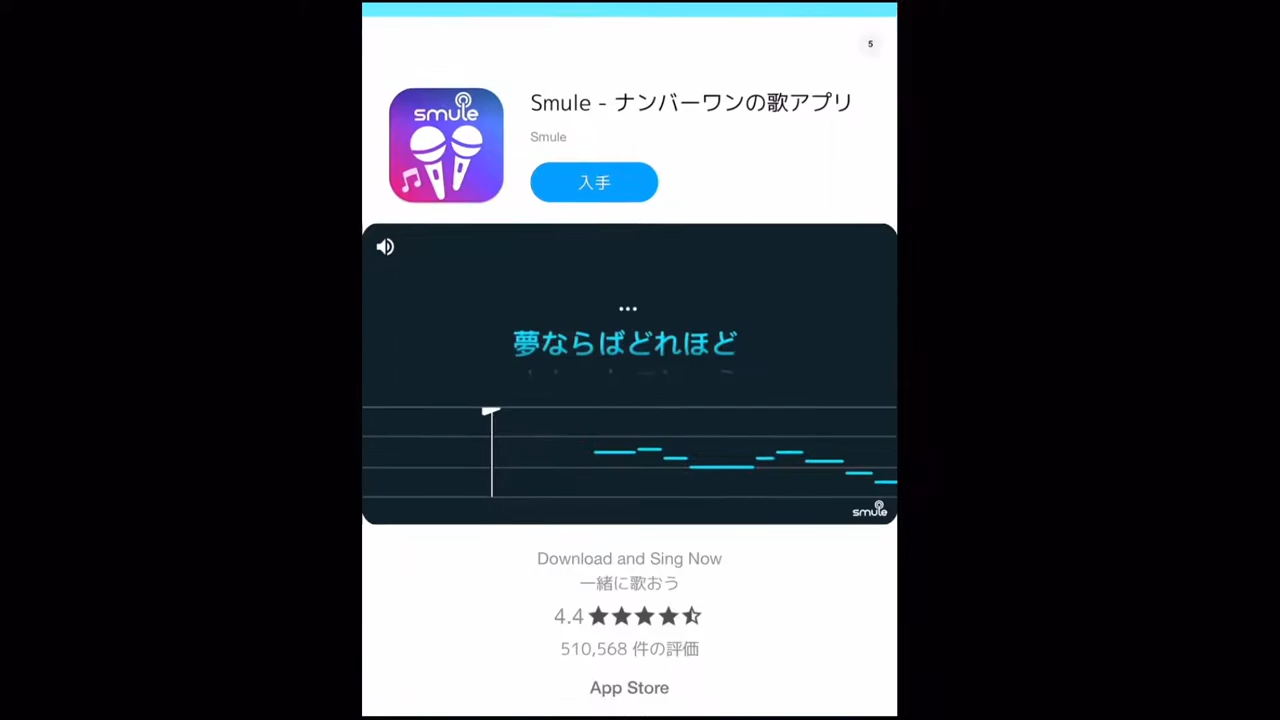 5
smule
Smule - ナンバーワンの歌アプリ
Smule
入手
...
夢ならばどれほど
smule
Download and Sing Now
一緒に歌おう
4.4
510,568 件の評価
App Store